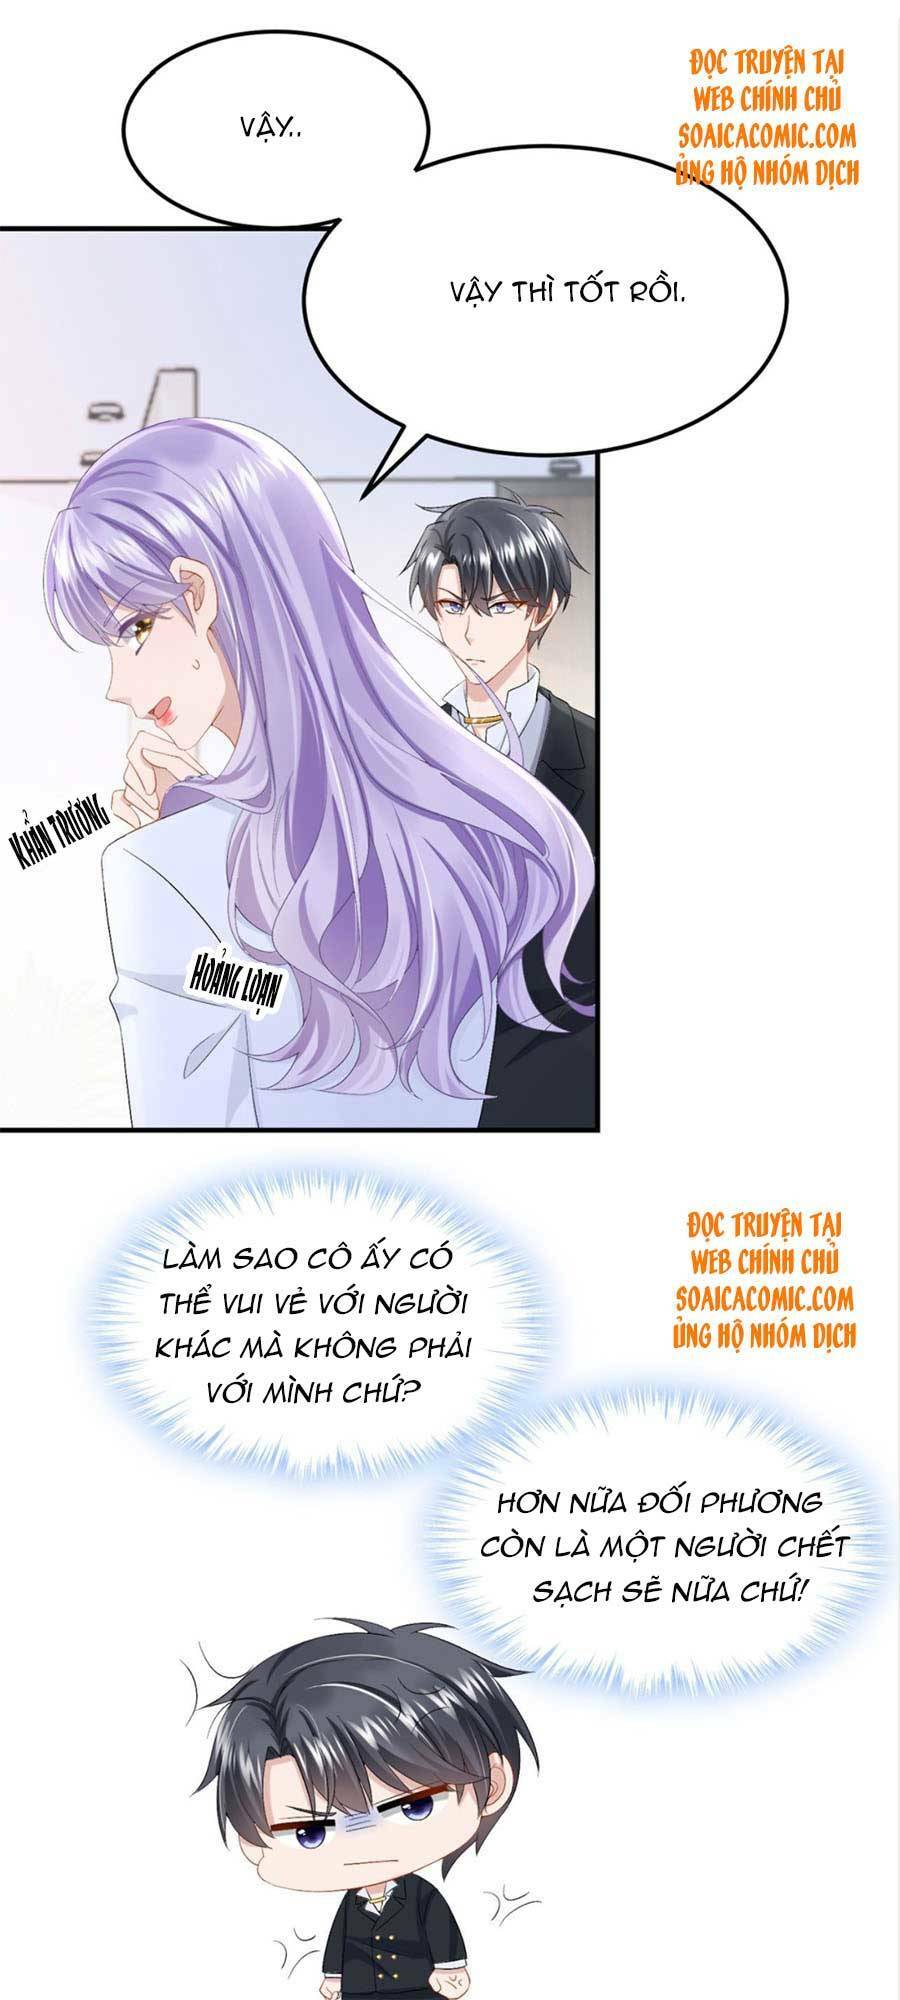 VẬY..
ĐỌC TRUYỆN TẠI
WEB CHÍNH CHỦ
SOAICACOMIC.COM
ỦNG HỘ NHÓM DỊCH
VẬY THÌ TỐT RỒI.
KHẨN TRƯƠNG
HOẢNG LOẠN
LÀM SAO CÔ ẤY CÓ
THỂ VUI VẺ VỚI NGƯỜI
KHÁC MÀ KHÔNG PHẢI
VỚI MÌNH CHỨ?
ĐỌC TRUYỆN TẠI
WEB CHÍNH CHỦ
SOAICACOMIC.COM
ỦNG HỘ NHÓM DỊCH
HƠN NỮA ĐỐI PHƯƠNG
CÒN LÀ MỘT NGƯỜI CHẾT
SẠCH SẼ NỮA CHỨ!